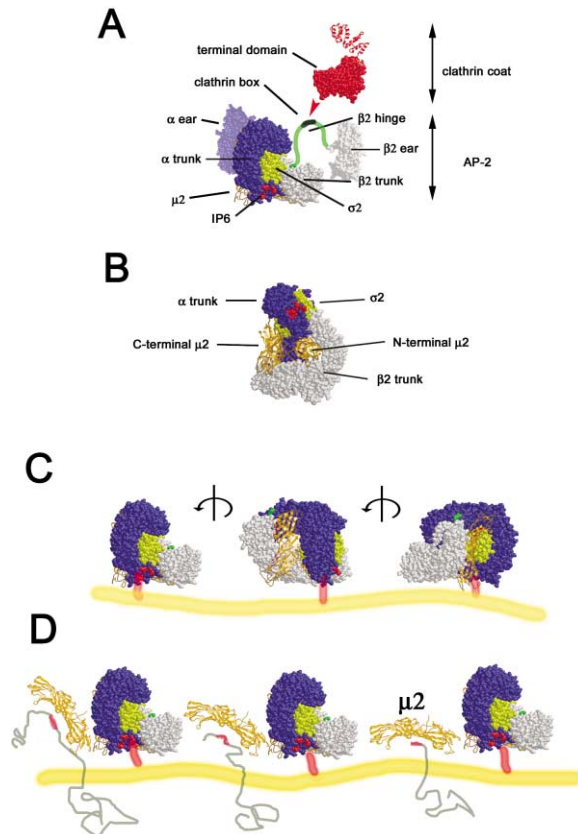 A
terminal domain
clathrin coat
clathrin box
β2 hinge
α ear
β2 ear
α trunk
AP-2
β2 trunk
μ2
IP6
σ2
B
α trunk
σ2
C-terminal μ2
N-terminal μ2
β2 trunk
C
D
μ2